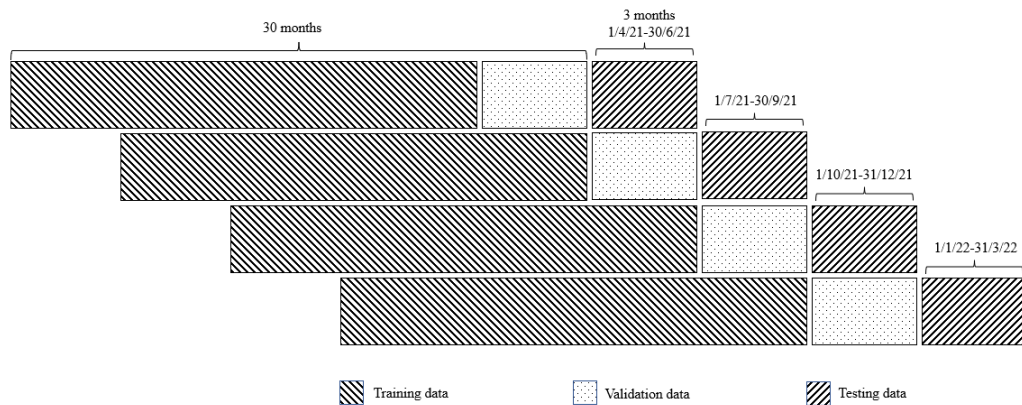 30 months
3 months
1/4/21-30/6/21
1/7/21-30/9/21
1/10/21-31/12/21
1/1/22-31/3/22
Training data
Validation data
Testing data